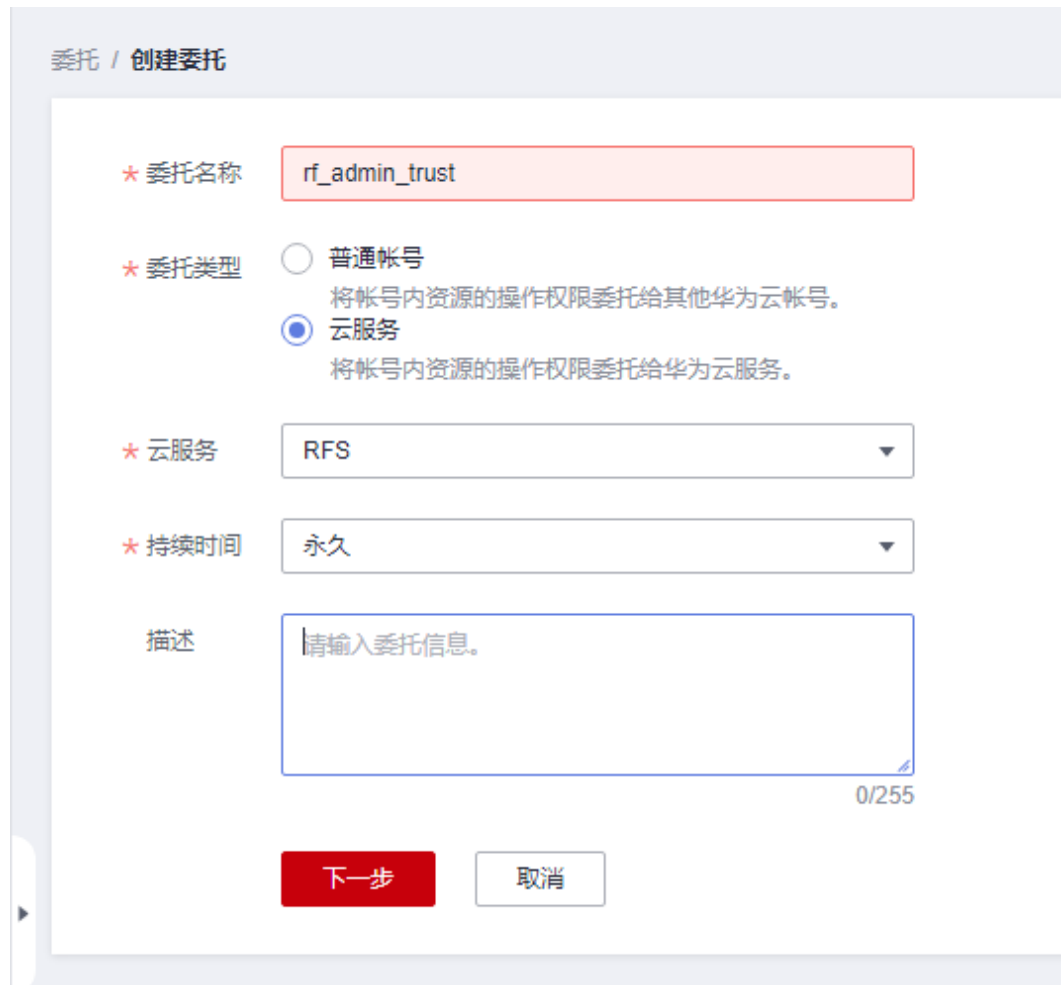 委托 / 创建委托
* 委托名称 rf_admin_trust
* 委托类型 普通帐号
将帐号内资源的操作权限委托给其他华为云帐号。
云服务
将帐号内资源的操作权限委托给华为云服务。
* 云服务 RFS
* 持续时间 永久
描述 请输入委托信息。
0/255
下一步 取消